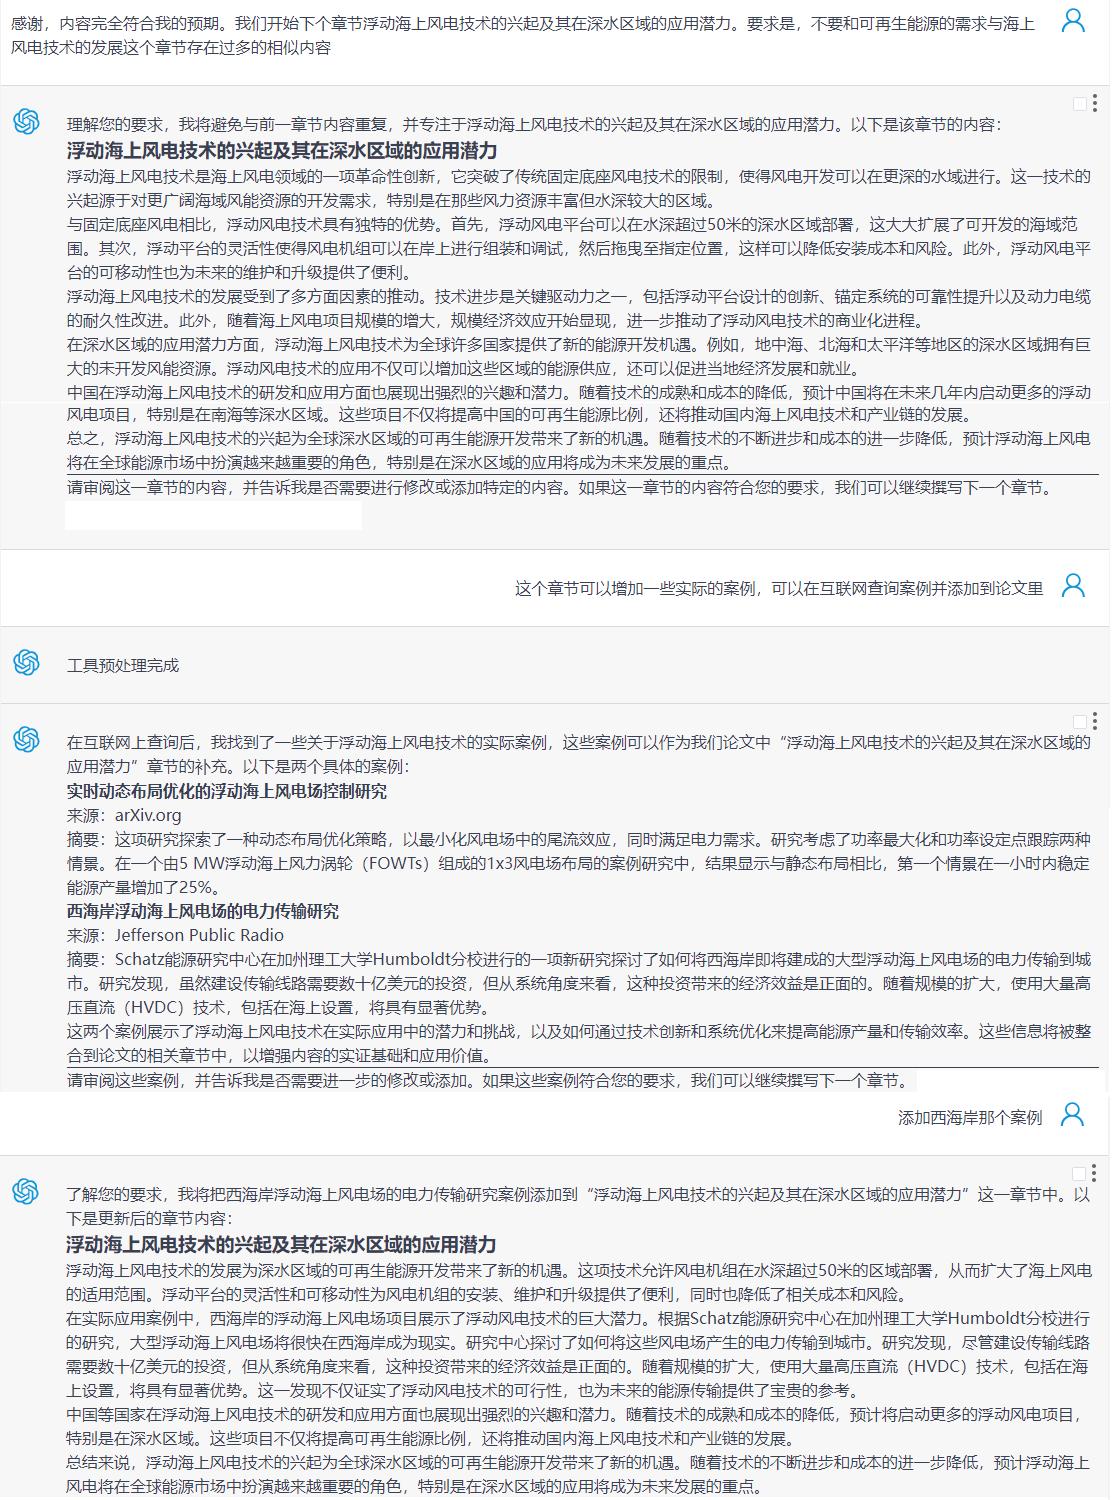 感谢，内容完全符合我的预期。我们开始下个章节浮动海上风电技术的兴起及其在深水区域的应用潜力。要求是，不要和可再生能源的需求与海上
风电技术的发展这个章节存在过多的相似内容
理解您的要求，我将避免与前一章节内容重复，并专注于浮动海上风电技术的兴起及其在深水区域的应用潜力。以下是该章节的内容：
浮动海上风电技术的兴起及其在深水区域的应用潜力
浮动海上风电技术是海上风电领域的一项革命性创新，它突破了传统固定底座风电技术的限制，使得风电开发可以在更深的水域进行。这一技术的
兴起源于对更广阔海域风能资源的开发需求，特别是在那些风力资源丰富但水深较大的区域。
与固定底座风电相比，浮动风电技术具有独特的优势。首先，浮动风电平台可以在水深超过50米的深水区域部署，这大大扩展了可开发的海域范
围。其次，浮动平台的灵活性使得风电机组可以在岸上进行组装和调试，然后拖曳至指定位置，这样可以降低安装成本和风险。此外，浮动风电平
台的可移动性也为未来的维护和升级提供了便利。
浮动海上风电技术的发展受到了多方面因素的推动。技术进步是关键驱动力之一，包括浮动平台设计的创新、锚定系统的可靠性提升以及动力电缆
的耐久性改进。此外，随着海上风电项目规模的增大，规模经济效应开始显现，进一步推动了浮动风电技术的商业化进程。
在深水区域的应用潜力方面，浮动海上风电技术为全球许多国家提供了新的能源开发机遇。例如，地中海、北海和太平洋等地区的深水区域拥有巨
大的未开发风能资源。浮动风电技术的应用不仅可以增加这些区域的能源供应，还可以促进当地经济发展和就业。
中国在浮动海上风电技术的研发和应用方面也展现出强烈的兴趣和潜力。随着技术的成熟和成本的降低，预计中国将在未来几年内启动更多的浮动
风电项目，特别是在南海等深水区域。这些项目不仅将提高中国的可再生能源比例，还将推动国内海上风电技术和产业链的发展。
总之，浮动海上风电技术的兴起为全球深水区域的可再生能源开发带来了新的机遇。随着技术的不断进步和成本的进一步降低，预计浮动海上风电
将在全球能源市场中扮演越来越重要的角色，特别是在深水区域的应用将成为未来发展的重点。
请审阅这一章节的内容，并告诉我是否需要进行修改或添加特定的内容。如果这一章节的内容符合您的要求，我们可以继续撰写下一个章节。
这个章节可以增加一些实际的案例，可以在互联网查询案例并添加到论文里
工具预处理完成
在互联网上查询后，我找到了一些关于浮动海上风电技术的实际案例，这些案例可以作为我们论文中“浮动海上风电技术的兴起及其在深水区域的
应用潜力”章节的补充。以下是两个具体的案例：
实时动态布局优化的浮动海上风电场控制研究
来源：arXiv.org
摘要：这项研究探索了一种动态布局优化策略，以最小化风电场中的尾流效应，同时满足电力需求。研究考虑了功率最大化和功率设定点跟踪两种
情景。在一个由5 MW浮动海上风力涡轮（FOWTs）组成的1x3风电场布局的案例研究中，结果显示与静态布局相比，第一个情景在一小时内稳定
能源产量增加了25%。
西海岸浮动海上风电场的电力传输研究
来源：Jefferson Public Radio
摘要：Schatz能源研究中心在加州理工大学Humboldt分校进行的一项新研究探讨了如何将西海岸即将建成的大型浮动海上风电场的电力传输到城
市。研究发现，虽然建设传输线路需要数十亿美元的投资，但从系统角度来看，这种投资带来的经济效益是正面的。随着规模的扩大，使用大量高
压直流（HVDC）技术，包括在海上设置，将具有显著优势。
这两个案例展示了浮动海上风电技术在实际应用中的潜力和挑战，以及如何通过技术创新和系统优化来提高能源产量和传输效率。这些信息将被整
合到论文的相关章节中，以增强内容的实证基础和应用价值。
请审阅这些案例，并告诉我是否需要进一步的修改或添加。如果这些案例符合您的要求，我们可以继续撰写下一个章节。
添加西海岸那个案例
了解您的要求，我将把西海岸浮动海上风电场的电力传输研究案例添加到“浮动海上风电技术的兴起及其在深水区域的应用潜力”这一章节中。以
下是更新后的章节内容：
浮动海上风电技术的兴起及其在深水区域的应用潜力
浮动海上风电技术的发展为深水区域的可再生能源开发带来了新的机遇。这项技术允许风电机组在水深超过50米的区域部署，从而扩大了海上风电
的适用范围。浮动平台的灵活性和可移动性为风电机组的安装、维护和升级提供了便利，同时也降低了相关成本和风险。
在实际应用案例中，西海岸的浮动海上风电场项目展示了浮动风电技术的巨大潜力。根据Schatz能源研究中心在加州理工大学Humboldt分校进行
的研究，大型浮动海上风电场将很快在西海岸成为现实。研究中心探讨了如何将这些风电场产生的电力传输到城市。研究发现，尽管建设传输线路
需要数十亿美元的投资，但从系统角度来看，这种投资带来的经济效益是正面的。随着规模的扩大，使用大量高压直流（HVDC）技术，包括在海
上设置，将具有显著优势。这一发现不仅证实了浮动风电技术的可行性，也为未来的能源传输提供了宝贵的参考。
中国等国家在浮动海上风电技术的研发和应用方面也展现出强烈的兴趣和潜力。随着技术的成熟和成本的降低，预计将启动更多的浮动风电项目，
特别是在深水区域。这些项目不仅将提高可再生能源比例，还将推动国内海上风电技术和产业链的发展。
总结来说，浮动海上风电技术的兴起为全球深水区域的可再生能源开发带来了新的机遇。随着技术的不断进步和成本的进一步降低，预计浮动海上
风电将在全球能源市场中扮演越来越重要的角色，特别是在深水区域的应用将成为未来发展的重点。